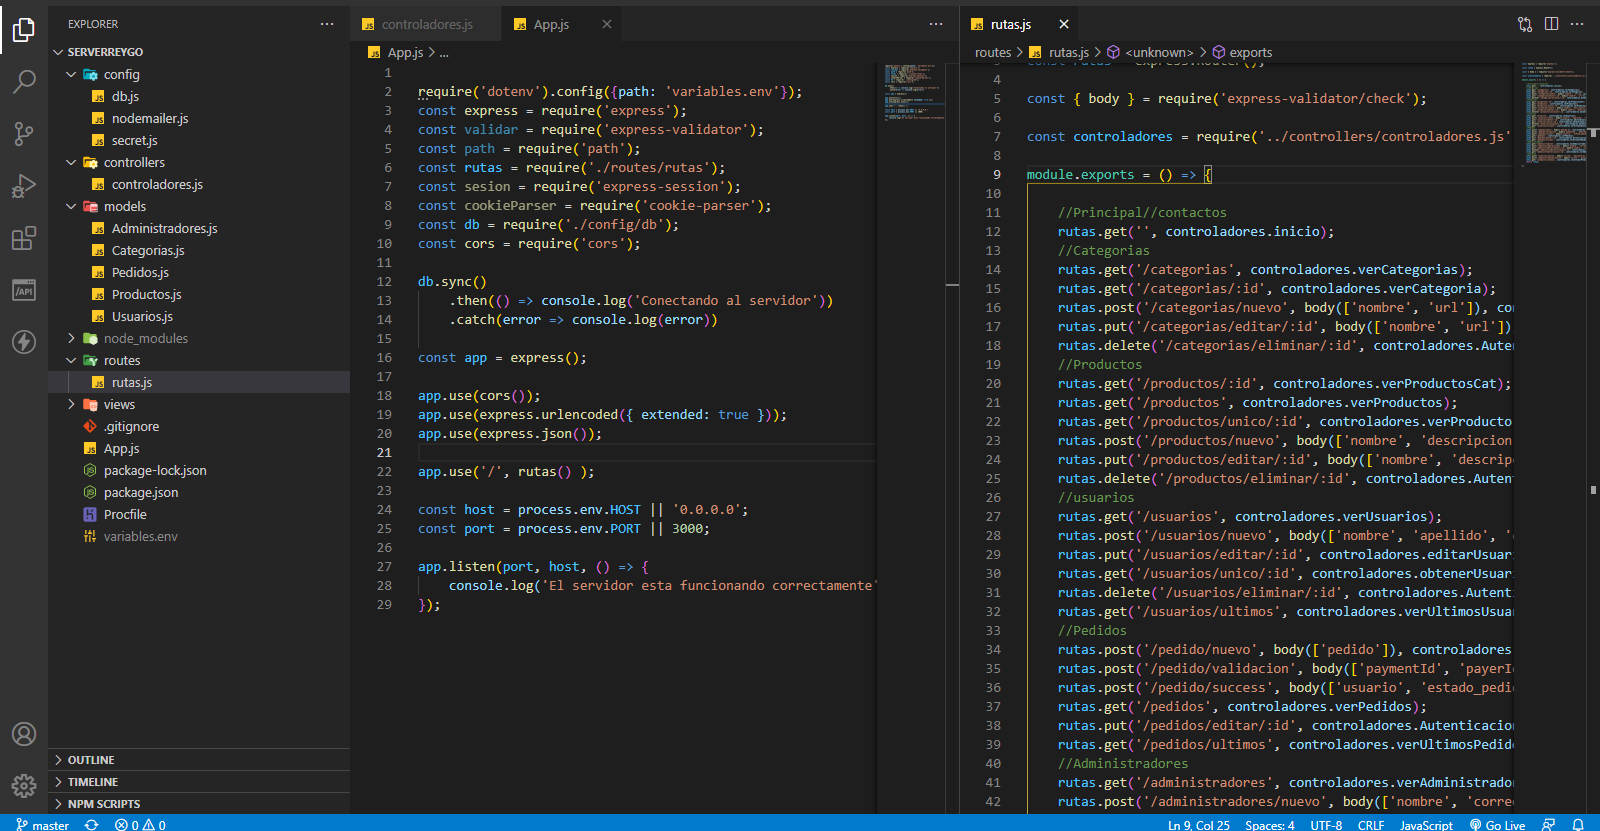 EXPLORER
SERVERREYGO
config
db.js
nodemailer.js
secret.js
controllers
controladores.js
models
Administradores.js
Categorias.js
Pedidos.js
Productos.js
Usuarios.js
node_modules
routes
rutas.js
views
.gitignore
App.js
package-lock.json
package.json
Procfile
variables.env
OUTLINE
TIMELINE
NPM SCRIPTS
controladores.js
App.js
App.js > ...
1
2 require('dotenv').config({path: 'variables.env'});
3 const express = require('express');
4 const validar = require('express-validator');
5 const path = require('path');
6 const rutas = require('./routes/rutas');
7 const sesion = require('express-session');
8 const cookieParser = require('cookie-parser');
9 const db = require('./config/db');
10 const cors = require('cors');
11
12 db.sync()
13 .then(() => console.log('Conectando al servidor'))
14 .catch(error => console.log(error))
15
16 const app = express();
17
18 app.use(cors());
19 app.use(express.urlencoded({ extended: true }));
20 app.use(express.json());
21
22 app.use('/', rutas() );
23
24 const host = process.env.HOST || '0.0.0.0';
25 const port = process.env.PORT || 3000;
26
27 app.listen(port, host, () => {
28 console.log('El servidor esta funcionando correctamente'
29 });
rutas.js
routes > rutas.js > <unknown> > exports
3 const rutas = express.Router();
4
5 const { body } = require('express-validator/check');
6
7 const controladores = require('../controllers/controladores.js'
8
9 module.exports = () => {
10
11 //Principal//contactos
12 rutas.get('', controladores.inicio);
13 //Categorias
14 rutas.get('/categorias', controladores.verCategorias);
15 rutas.get('/categorias/:id', controladores.verCategoria);
16 rutas.post('/categorias/nuevo', body(['nombre', 'url']), co
17 rutas.put('/categorias/editar/:id', body(['nombre', 'url'])
18 rutas.delete('/categorias/eliminar/:id', controladores.Aute
19 //Productos
20 rutas.get('/productos/:id', controladores.verProductosCat);
21 rutas.get('/productos', controladores.verProductos);
22 rutas.get('/productos/unico/:id', controladores.verProducto
23 rutas.post('/productos/nuevo', body(['nombre', 'descripcion
24 rutas.put('/productos/editar/:id', body(['nombre', 'descrip
25 rutas.delete('/productos/eliminar/:id', controladores.Auten
26 //usuarios
27 rutas.get('/usuarios', controladores.verUsuarios);
28 rutas.post('/usuarios/nuevo', body(['nombre', 'apellido', '
29 rutas.put('/usuarios/editar/:id', controladores.editarUsuar
30 rutas.get('/usuarios/unico/:id', controladores.obtenerUsuar
31 rutas.delete('/usuarios/eliminar/:id', controladores.Autent
32 rutas.get('/usuarios/ultimos', controladores.verUltimosUsua
33 //Pedidos
34 rutas.post('/pedido/nuevo', body(['pedido']), controladores
35 rutas.post('/pedido/validacion', body(['paymentId', 'payerI
36 rutas.post('/pedido/success', body(['usuario', 'estado_pedi
37 rutas.get('/pedidos', controladores.verPedidos);
38 rutas.put('/pedidos/editar/:id', controladores.Autenticacio
39 rutas.get('/pedidos/ultimos', controladores.verUltimosPedid
40 //Administradores
41 rutas.get('/administradores', controladores.verAdministrado
42 rutas.post('/administradores/nuevo', body(['nombre', 'corre
master 0 0 Ln 9, Col 25 Spaces: 4 UTF-8 CRLF JavaScript Go Live